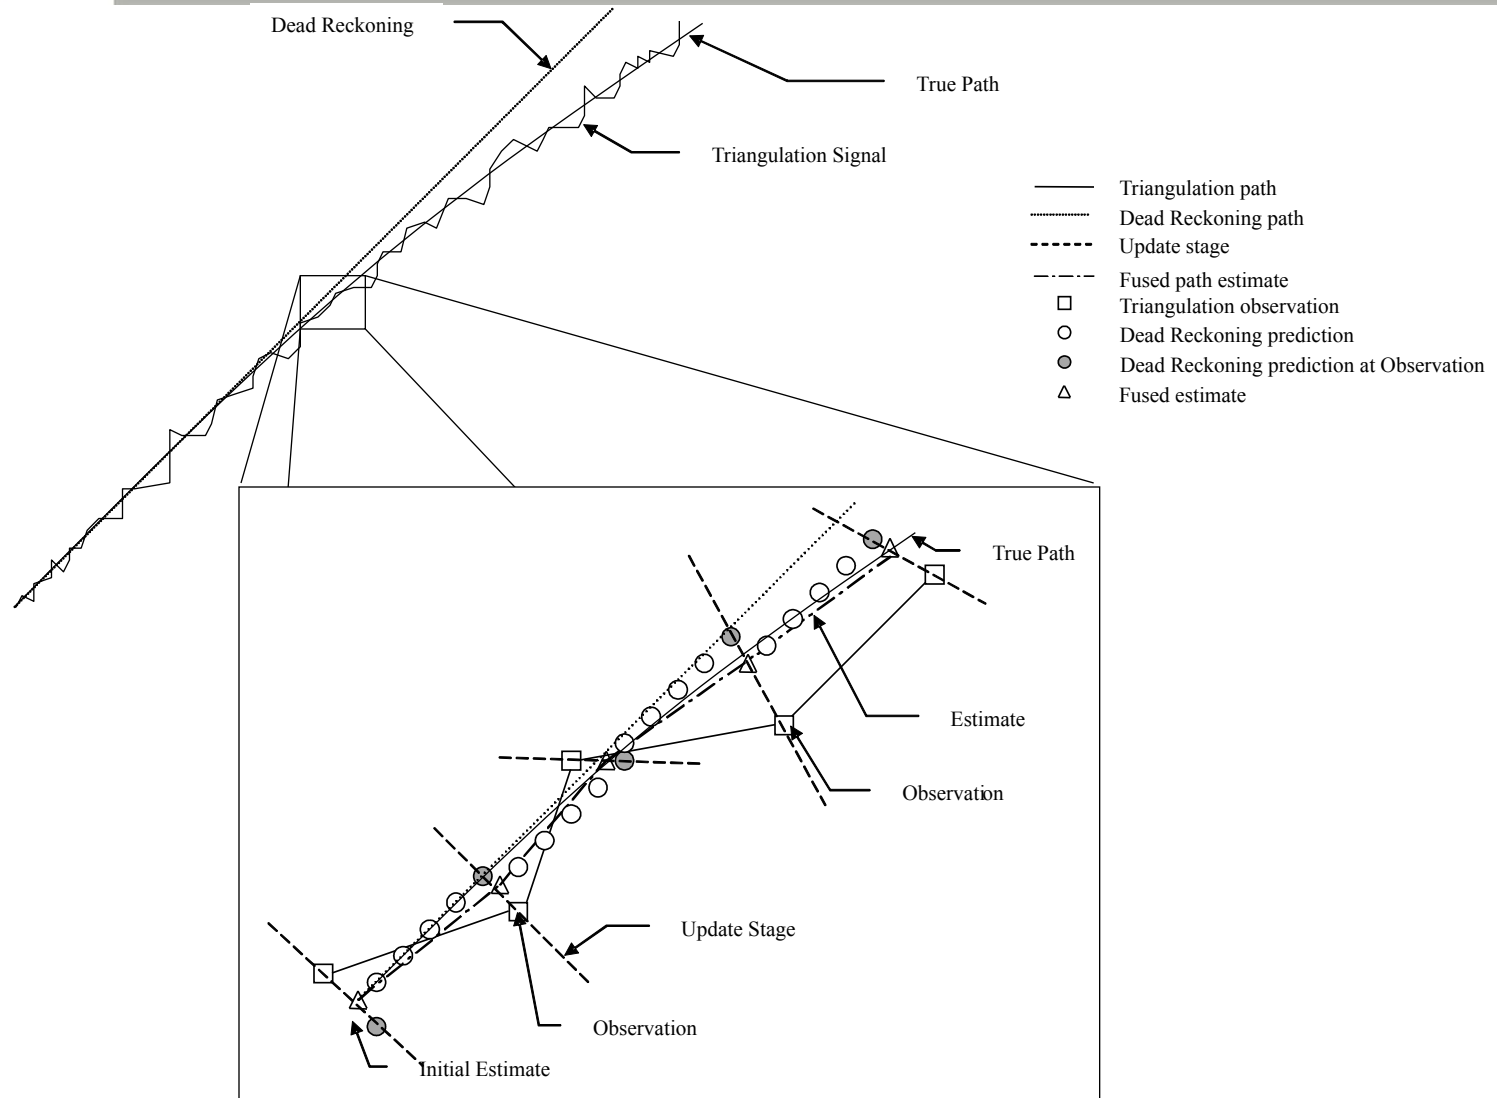 Dead Reckoning
True Path
Triangulation Signal
Triangulation path
Dead Reckoning path
Update stage
Fused path estimate
Triangulation observation
Dead Reckoning prediction
Dead Reckoning prediction at Observation
Fused estimate
True Path
Estimate
Observation
Update Stage
Observation
Initial Estimate